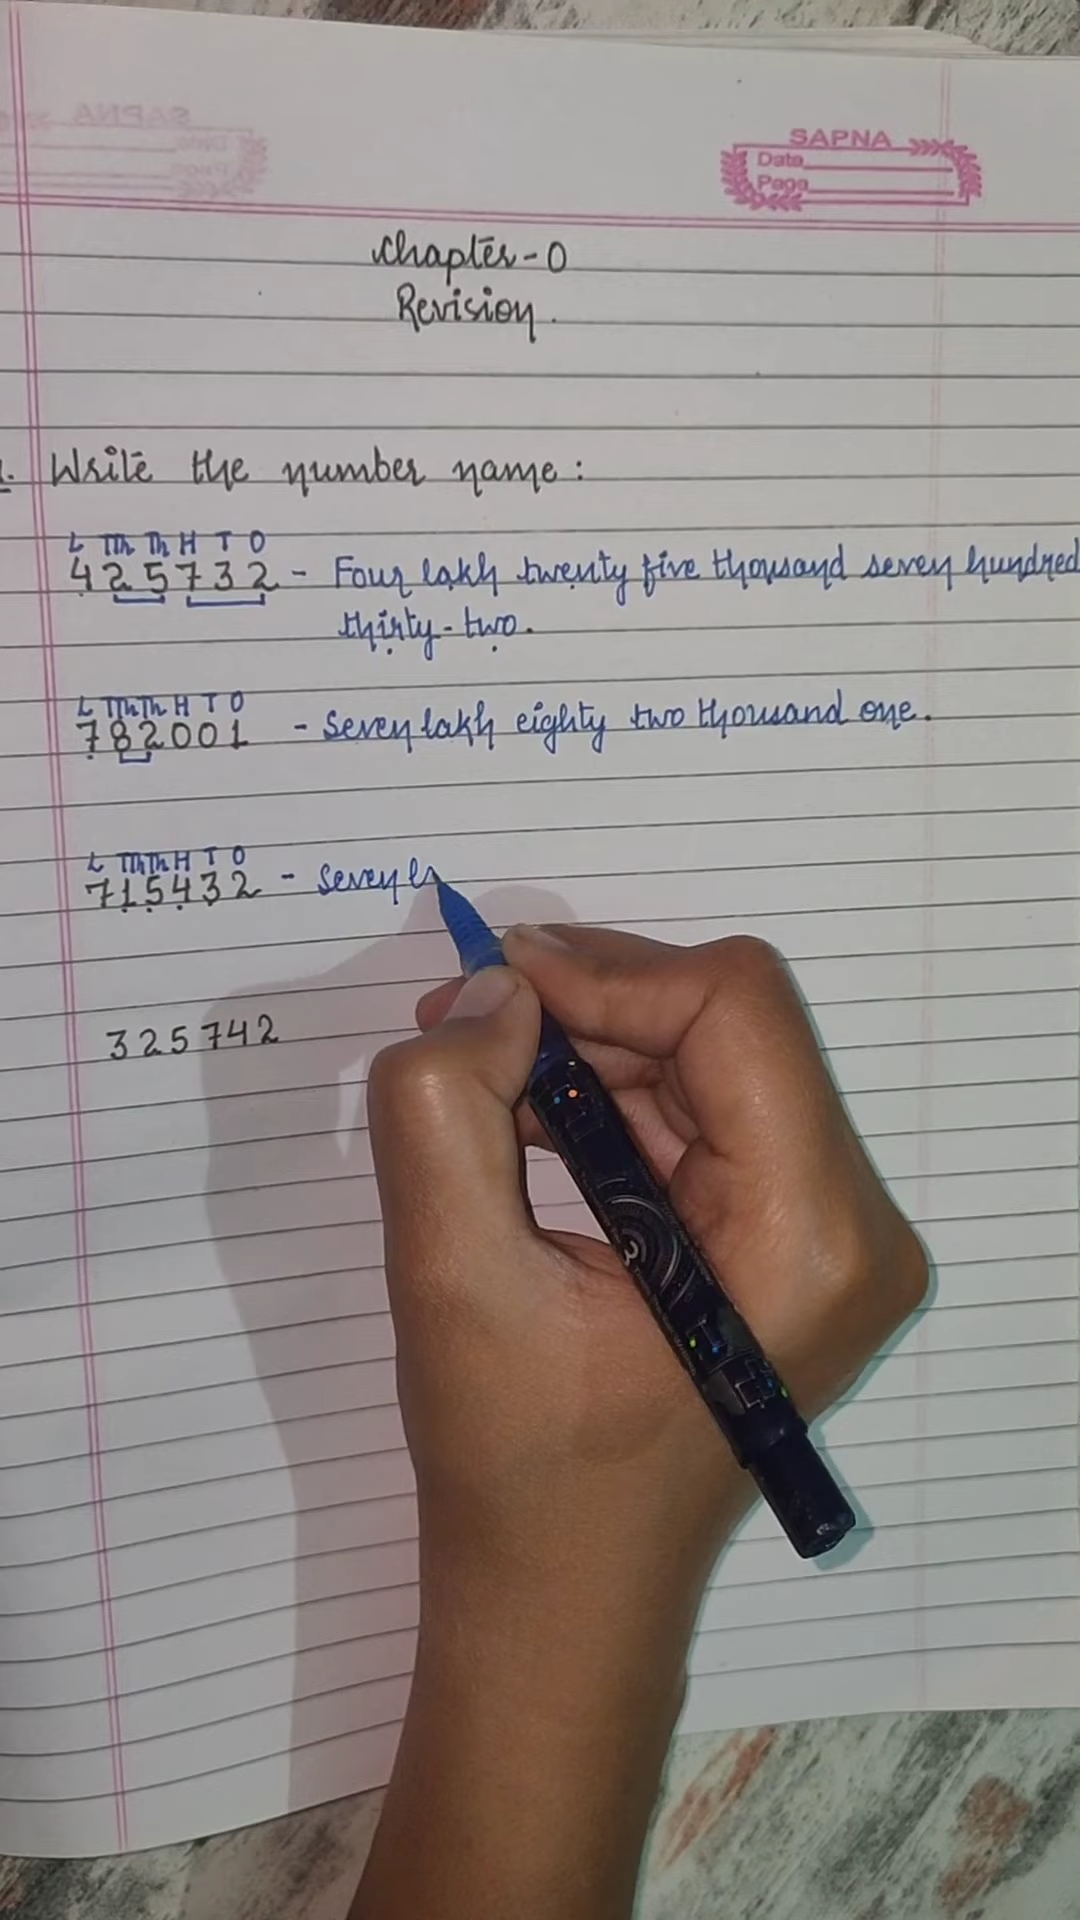 SAPNA
Date
Page
Chapter-0
Revision.
Write the number name:
L TTh Th H T O
425732 - Four lakh twenty five thousand seven hundred
thirty-two.
L TTh Th H T O
782001 - Seven lakh eighty two thousand one.
L TTh Th H T O
715432 - Seven la
325742